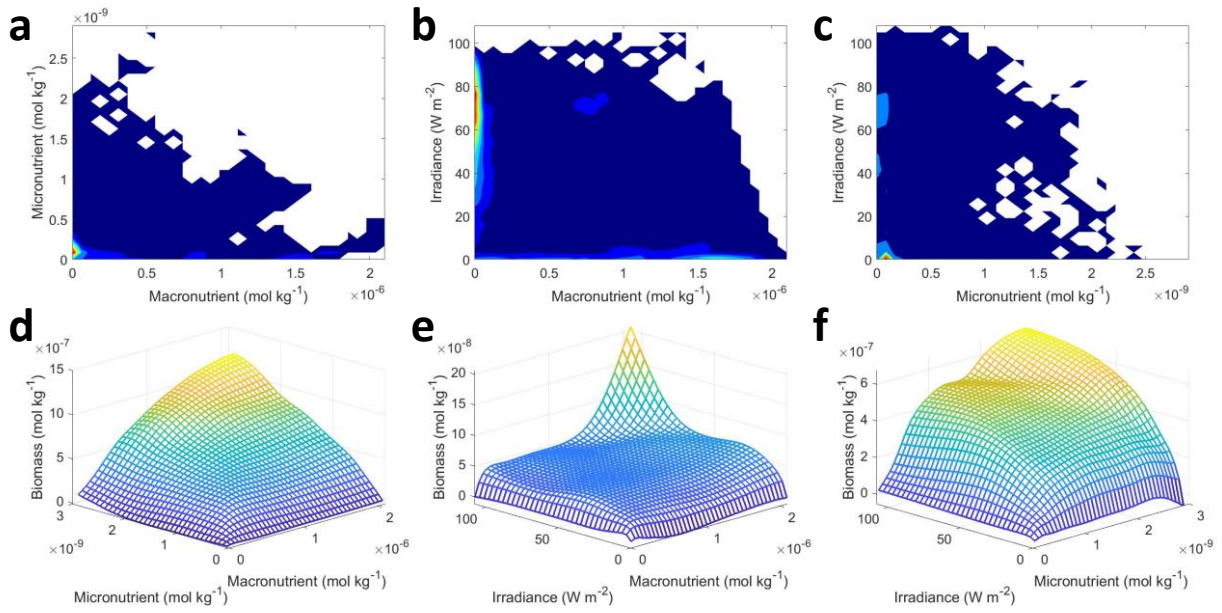 a
×10⁻⁹
Micronutrient (mol kg⁻¹)
2.5
2
1.5
1
0.5
0
0 0.5 1 1.5 2
Macronutrient (mol kg⁻¹)
×10⁻⁶
b
Irradiance (W m⁻²)
100
80
60
40
20
0
0 0.5 1 1.5 2
Macronutrient (mol kg⁻¹)
×10⁻⁶
c
Irradiance (W m⁻²)
100
80
60
40
20
0
0 0.5 1 1.5 2 2.5
Micronutrient (mol kg⁻¹)
×10⁻⁹
d
×10⁻⁷
Biomass (mol kg⁻¹)
15
10
5
0
3 2 1 0
×10⁻⁹
Micronutrient (mol kg⁻¹)
0 1 2
×10⁻⁶
Macronutrient (mol kg⁻¹)
e
×10⁻⁸
Biomass (mol kg⁻¹)
20
15
10
5
0
100 50 0
Irradiance (W m⁻²)
0 1 2
×10⁻⁶
Macronutrient (mol kg⁻¹)
f
×10⁻⁷
Biomass (mol kg⁻¹)
6
4
2
0
100 50 0
Irradiance (W m⁻²)
0 1 2 3
×10⁻⁹
Micronutrient (mol kg⁻¹)